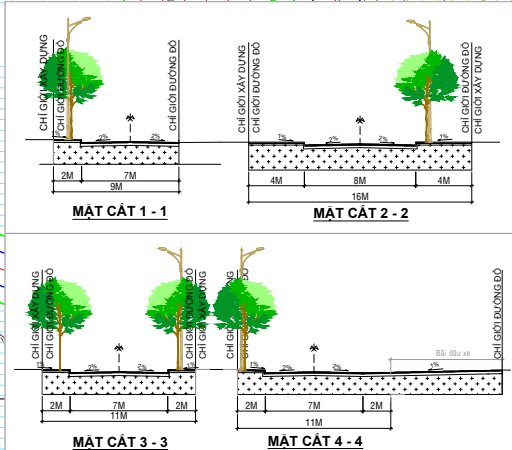 CHỈ GIỚI XÂY DỰNG
CHỈ GIỚI ĐƯỜNG ĐỎ
CHỈ GIỚI ĐƯỜNG ĐỎ
1%
2%
2%
2M
7M
9M
MẶT CẮT 1 - 1
CHỈ GIỚI XÂY DỰNG
CHỈ GIỚI ĐƯỜNG ĐỎ
CHỈ GIỚI ĐƯỜNG ĐỎ
CHỈ GIỚI XÂY DỰNG
1%
2%
2%
1%
4M
8M
4M
16M
MẶT CẮT 2 - 2
CHỈ GIỚI XÂY DỰNG
CHỈ GIỚI ĐƯỜNG ĐỎ
CHỈ GIỚI ĐƯỜNG ĐỎ
CHỈ GIỚI XÂY DỰNG
1%
2%
2%
1%
2M
7M
2M
11M
MẶT CẮT 3 - 3
CHỈ GIỚI XÂY DỰNG
CHỈ GIỚI ĐƯỜNG ĐỎ
CHỈ GIỚI ĐƯỜNG ĐỎ
Bãi đậu xe
1%
2%
2%
1%
2M
7M
2M
11M
MẶT CẮT 4 - 4